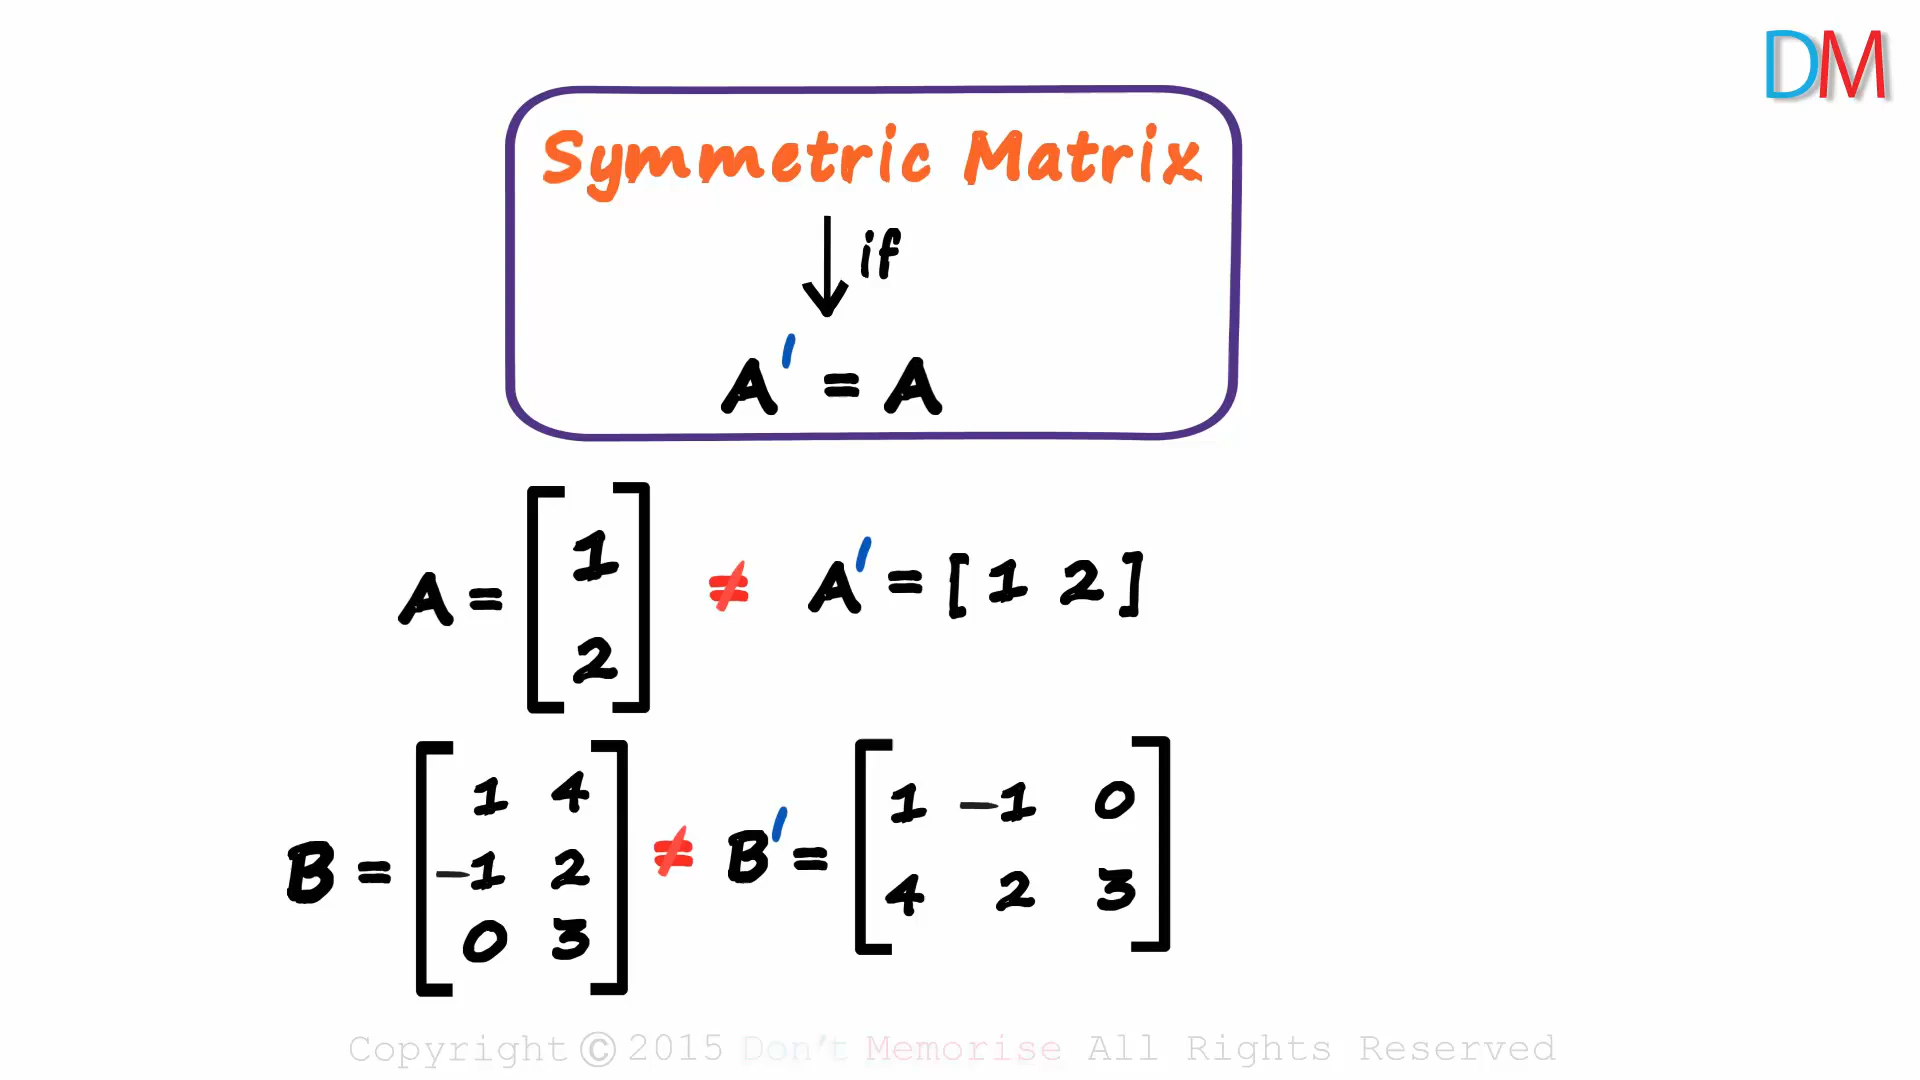 DM
Symmetric Matrix
if
A' = A
A = [ 1 ≠ A' = [ 1 2 ]
2 ]
B = [ 1 4 ≠ B' = [ 1 -1 0
-1 2 4 2 3 ]
0 3 ]
Copyright © 2015 Don't Memorise All Rights Reserved